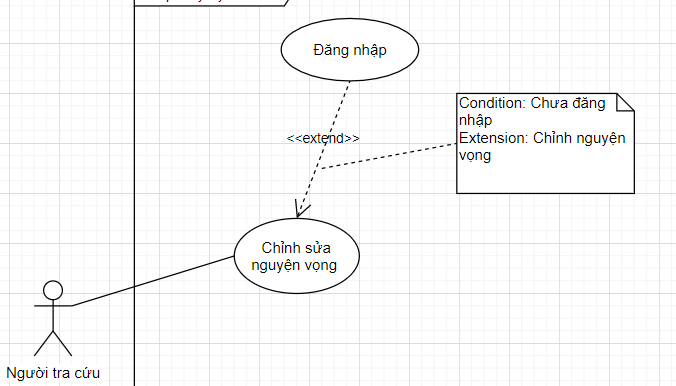 Đăng nhập
<<extend>>
Condition: Chưa đăng
nhập
Extension: Chỉnh nguyện
vọng
Chỉnh sửa
nguyện vọng
Người tra cứu